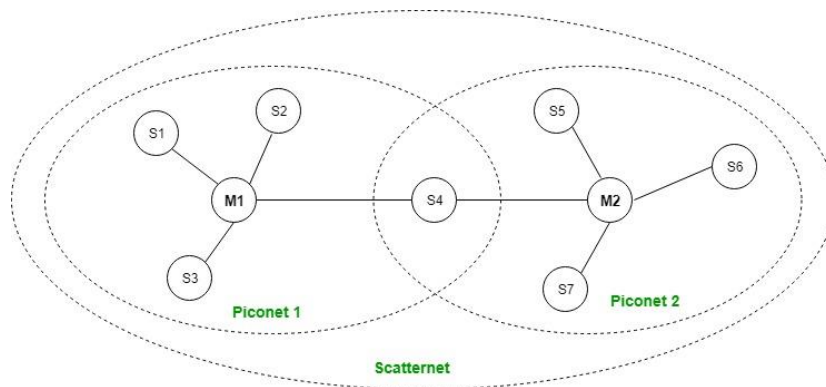 S1
S2
M1
S3
S4
S5
S6
M2
S7
Piconet 1
Piconet 2
Scatternet